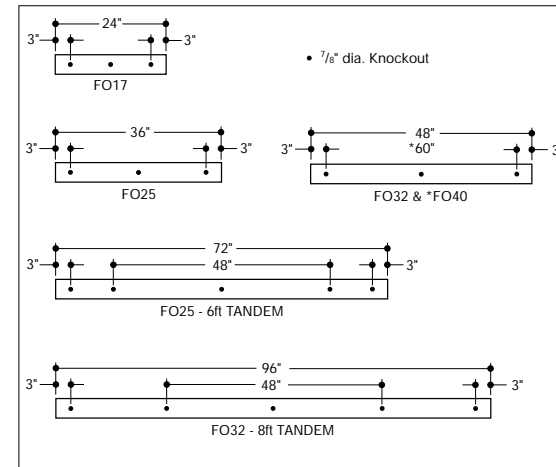 24"
3" 3"
• 7/8" dia. Knockout
FO17
36"
3" 3"
FO25
48"
3" *60" 3"
FO32 & *FO40
72"
3" 48" 3"
FO25 - 6ft TANDEM
96"
3" 48" 3"
FO32 - 8ft TANDEM